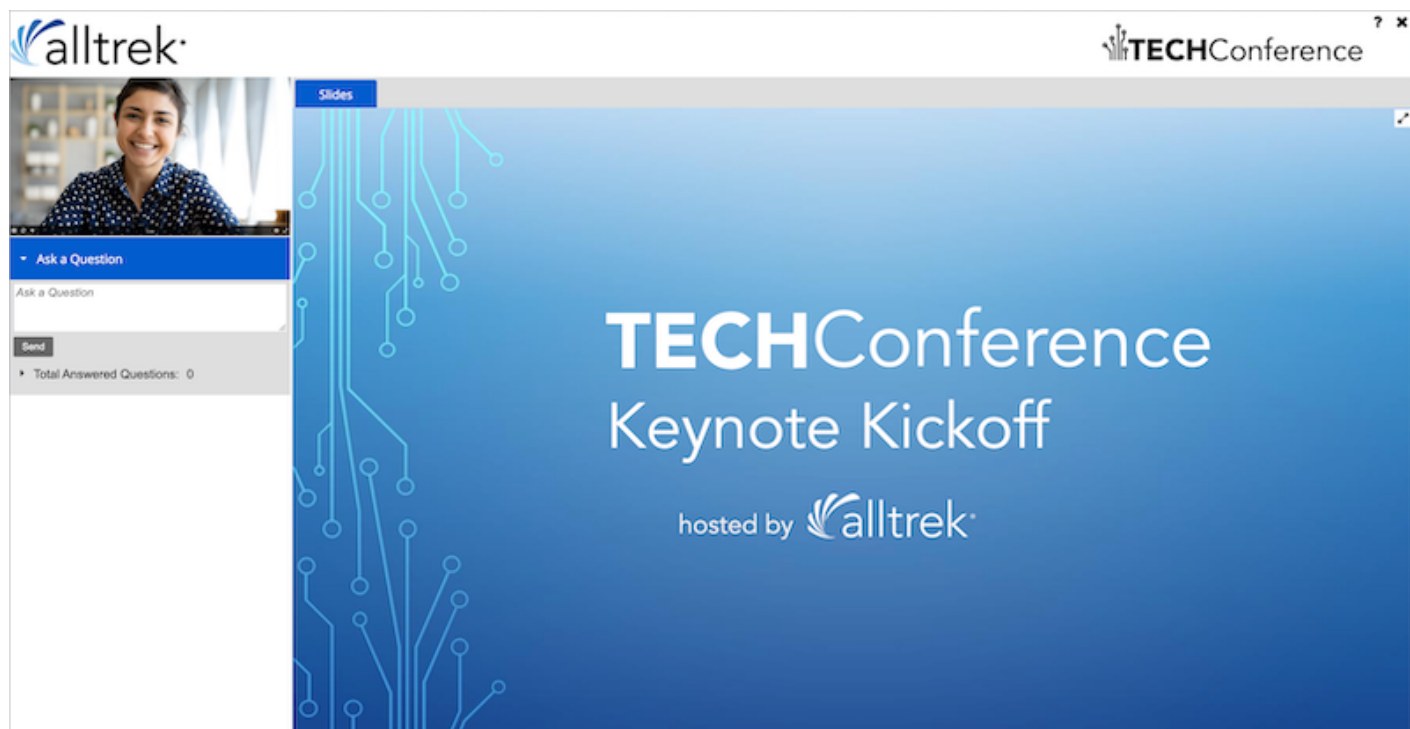 alltrek
TECHConference
?
Slides
Ask a Question
Ask a Question
Send
Total Answered Questions: 0
TECHConference
Keynote Kickoff
hosted by alltrek